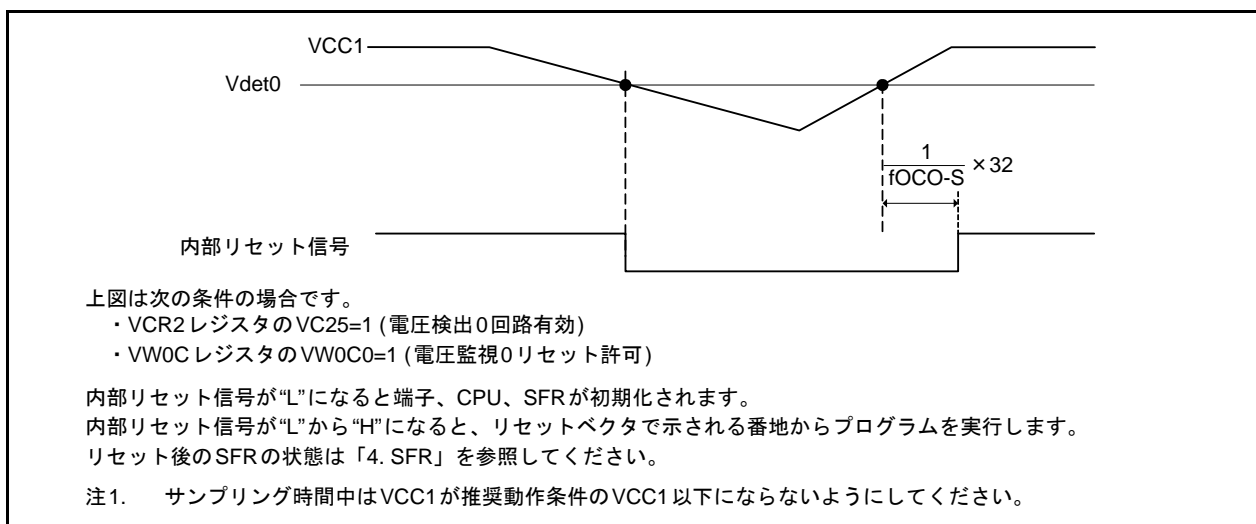 VCC1
Vdet0
1
fOCO-S
×32
内部リセット信号
上図は次の条件の場合です。
・VCR2レジスタのVC25=1 (電圧検出0回路有効)
・VW0CレジスタのVW0C0=1 (電圧監視0リセット許可)
内部リセット信号が“L”になると端子、CPU、SFRが初期化されます。
内部リセット信号が“L”から“H”になると、リセットベクタで示される番地からプログラムを実行します。
リセット後のSFRの状態は「4. SFR」を参照してください。
注1. サンプリング時間中はVCC1が推奨動作条件のVCC1以下にならないようにしてください。